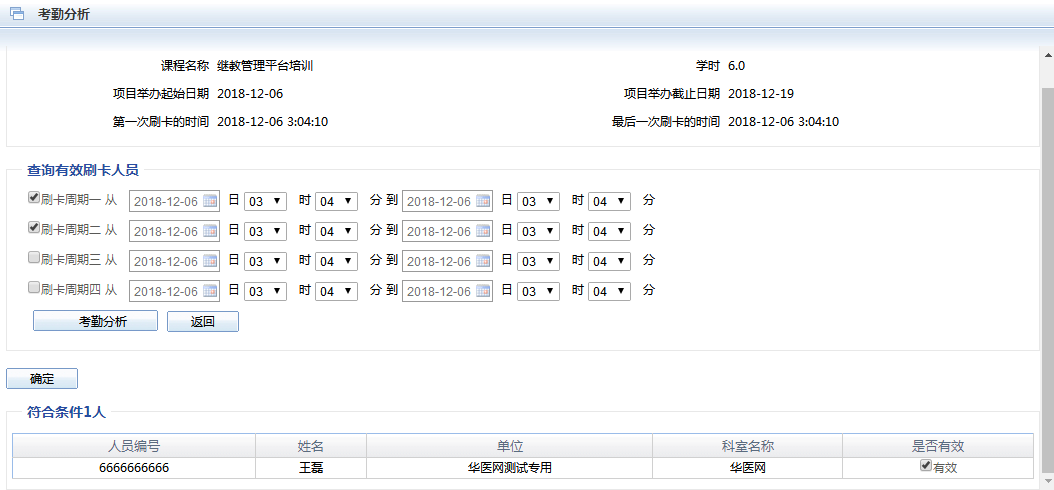 考勤分析
课程名称 继教管理平台培训 学时 6.0
项目举办起始日期 2018-12-06 项目举办截止日期 2018-12-19
第一次刷卡的时间 2018-12-06 3:04:10 最后一次刷卡的时间 2018-12-06 3:04:10
查询有效刷卡人员
刷卡周期一 从 2018-12-06 日 03 时 04 分 到 2018-12-06 日 03 时 04 分
刷卡周期二 从 2018-12-06 日 03 时 04 分 到 2018-12-06 日 03 时 04 分
刷卡周期三 从 2018-12-06 日 03 时 04 分 到 2018-12-06 日 03 时 04 分
刷卡周期四 从 2018-12-06 日 03 时 04 分 到 2018-12-06 日 03 时 04 分
考勤分析 返回
确定
符合条件1人
人员编号 姓名 单位 科室名称 是否有效
6666666666 王磊 华医网测试专用 华医网 有效